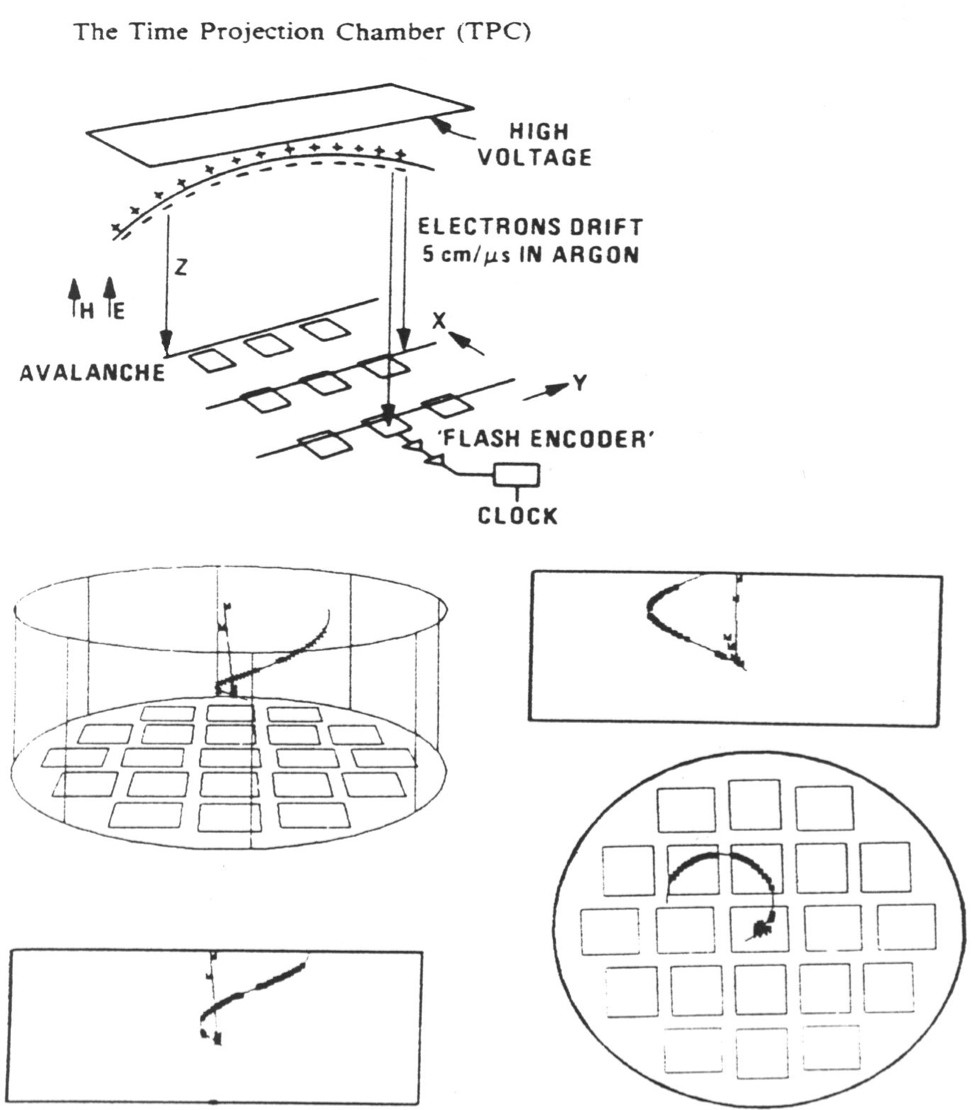 The Time Projection Chamber (TPC)
HIGH
VOLTAGE
ELECTRONS DRIFT
5 cm/μs IN ARGON
Z
H E
X
AVALANCHE
Y
'FLASH ENCODER'
CLOCK